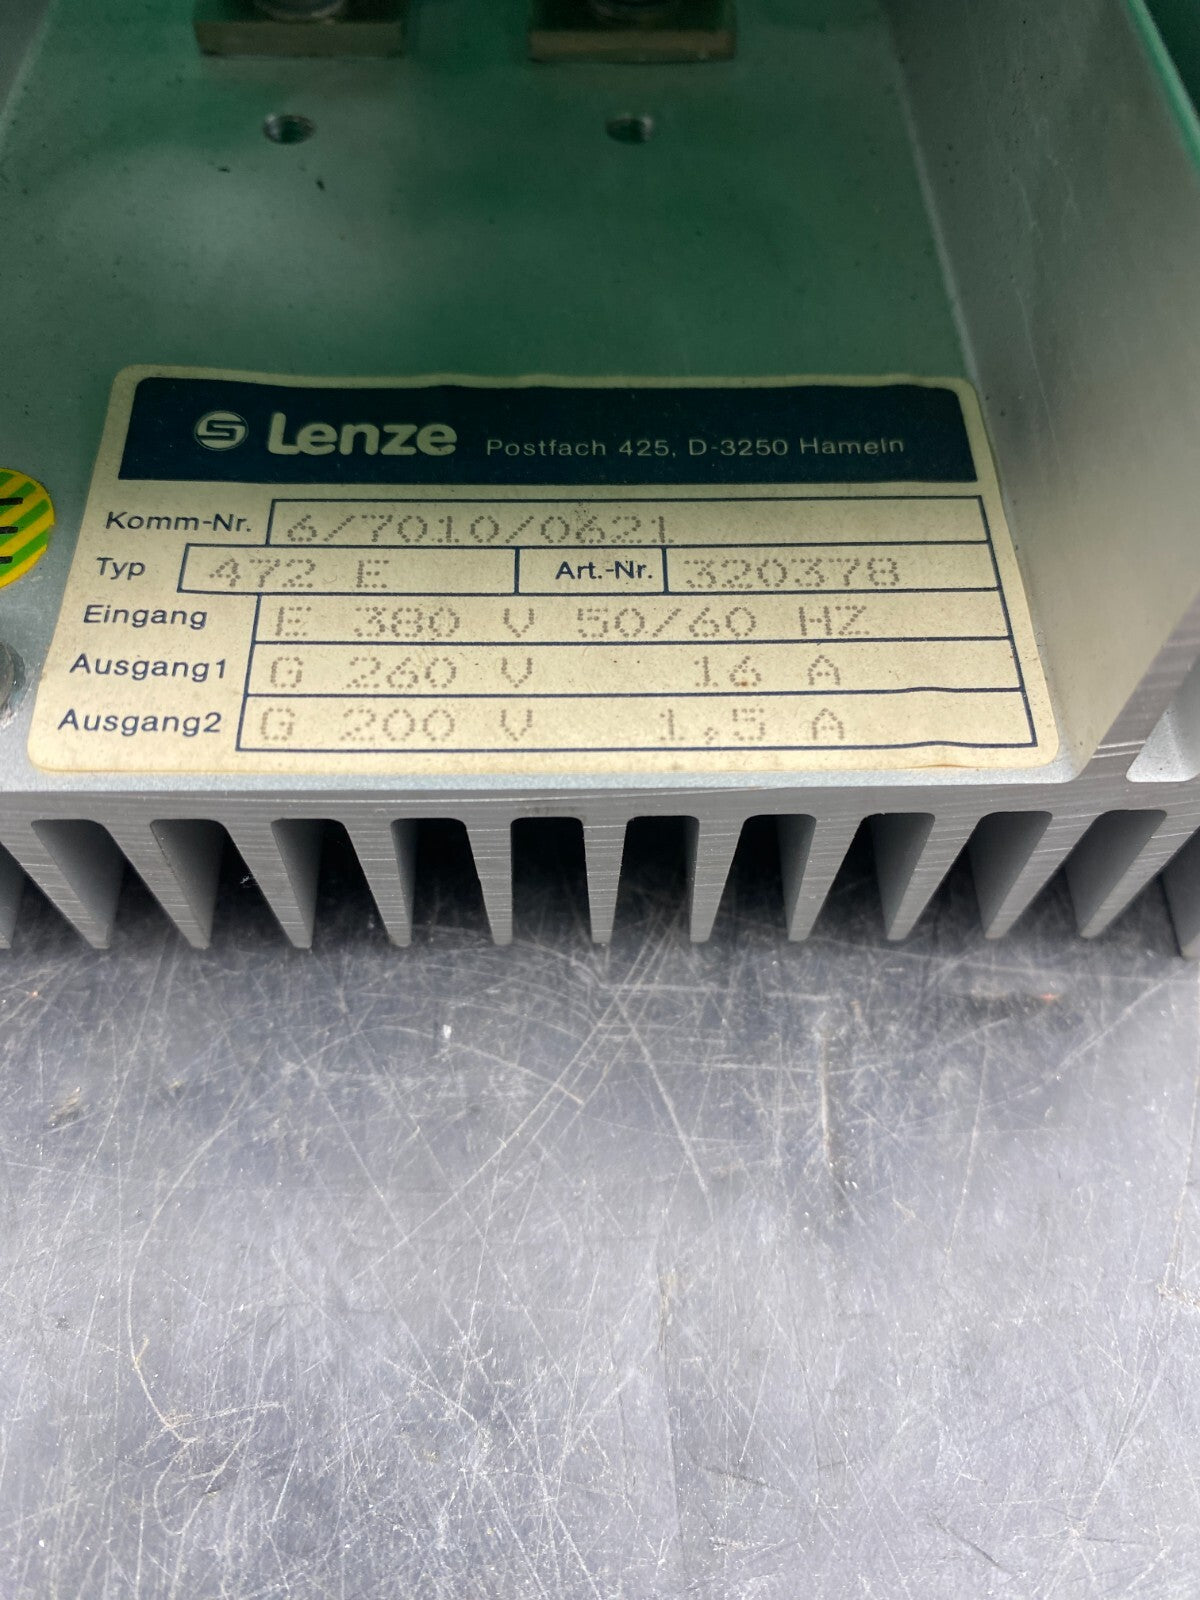 Lenze Postfach 425, D-3250 Hameln
Komm-Nr. 6/7010/0621
Typ 472 E Art.-Nr. 320378
Eingang E 380 V 50/60 HZ
Ausgang1 G 260 V 16 A
Ausgang2 G 200 V 1,5 A